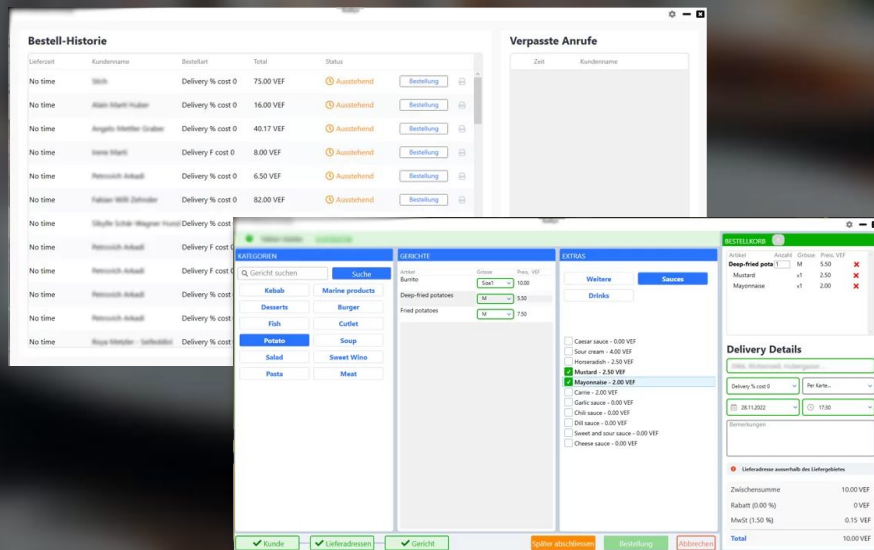 Bestell-Historie
Lieferzeit Kundenname Bestellart Total Status
No time Delivery % cost 0 75.00 VEF Ausstehend Bestellung
No time Delivery % cost 0 16.00 VEF Ausstehend Bestellung
No time Delivery % cost 0 40.17 VEF Ausstehend Bestellung
No time Delivery F cost 0 8.00 VEF Ausstehend Bestellung
No time Delivery % cost 0 6.50 VEF Ausstehend Bestellung
No time Delivery % cost 0 82.00 VEF Ausstehend Bestellung
No time Delivery % cost
No time Delivery F cost 0
No time Delivery F cost
No time Delivery % cost
No time Delivery % cost
No time Delivery % cost
Verpasste Anrufe
Zeit Kundenname
KATEGORIEN
Gericht suchen Suche
Kebab Marine products
Desserts Burger
Fish Cutlet
Potato Soup
Salad Sweet Wino
Pasta Meat
GERICHTE
Artikel Grosse Preis, VEF
Burrito Size1 10.00
Deep-fried potatoes M 5.50
Fried potatoes M 7.50
EXTRAS
Weitere Sauces
Drinks
Caesar sauce - 0.00 VEF
Sour cream - 4.00 VEF
Horseradish - 2.50 VEF
Mustard - 2.50 VEF
Mayonnaise - 2.00 VEF
Carrie - 2.00 VEF
Garlic sauce - 0.00 VEF
Chili sauce - 0.00 VEF
Dill sauce - 0.00 VEF
Sweet and sour sauce - 0.00 VEF
Cheese sauce - 0.00 VEF
BESTELLKORB
Artikel Anzahl Grösse Preis, VEF
Deep-fried pota 1 M 5.50
Mustard x1 2.50
Mayonnaise x1 2.00
Delivery Details
Delivery % cost 0 Per Karte...
28.11.2022 17:30
Bemerkungen
Lieferadresse ausserhalb des Liefergebietes
Zwischensumme 10.00 VEF
Rabatt (0.00 %) 0 VEF
MwSt (1.50 %) 0.15 VEF
Total 10.00 VEF
Kunde Lieferadressen Gericht Später abschliessen Bestellung Abbrechen